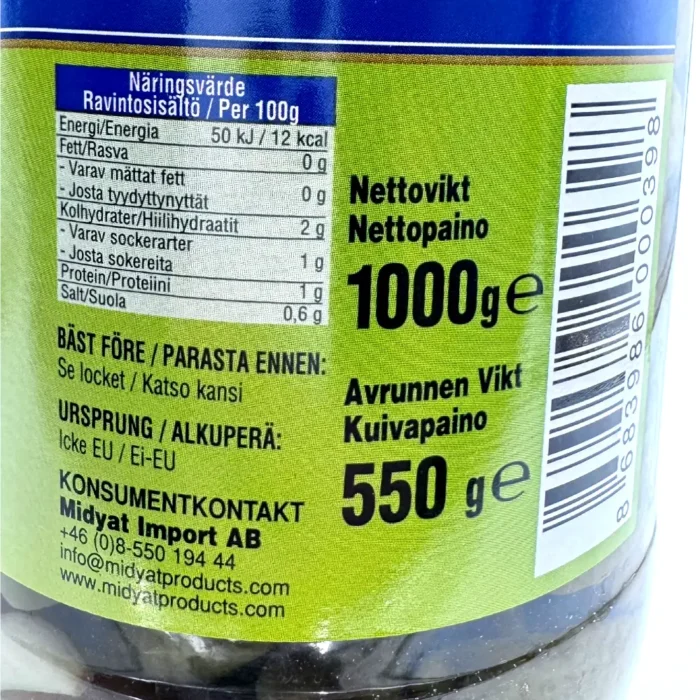 Näringsvärde
Ravintosisältö / Per 100g
Energi/Energia 50 kJ / 12 kcal
Fett/Rasva 0 g
- Varav mättat fett
- Josta tyydyttynyttät 0 g
Kolhydrater/Hiilihydraatit 2 g
- Varav sockerarter
- Josta sokereita 1 g
Protein/Proteiini 1 g
Salt/Suola 0,6 g
BÄST FÖRE / PARASTA ENNEN:
Se locket / Katso kansi
URSPRUNG / ALKUPERÄ:
Icke EU / Ei-EU
KONSUMENTKONTAKT
Midyat Import AB
+46 (0)8-550 194 44
info@midyatproducts.com
www.midyatproducts.com
Nettovikt
Nettopaino
1000g e
Avrunnen Vikt
Kuivapaino
550 g e
8 683986 000398